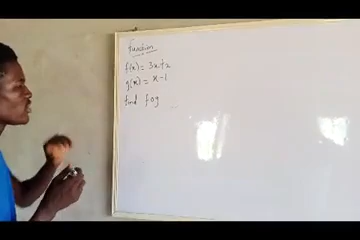 Function
f(x) = 3x+2
g(x) = x-1
find fog